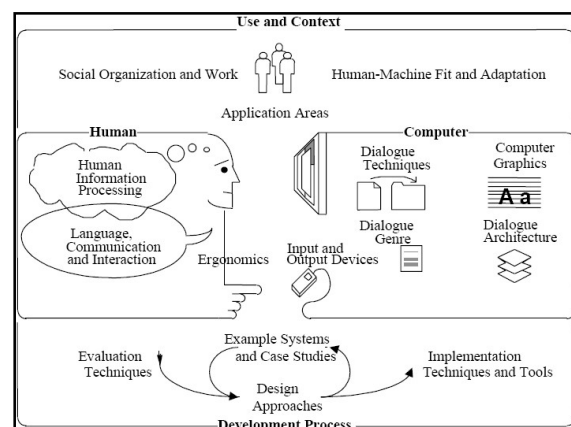 Use and Context
Social Organization and Work
Human-Machine Fit and Adaptation
Application Areas
Human
Computer
Human
Information
Processing
Language,
Communication
and Interaction
Ergonomics
Dialogue
Techniques
Computer
Graphics
A a
Dialogue
Genre
Dialogue
Architecture
Input and
Output Devices
Example Systems
and Case Studies
Evaluation
Techniques
Implementation
Techniques and Tools
Design
Approaches
Development Process